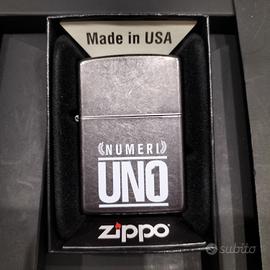 Made in USA
《NUMERI》
UNO
zippo
subito